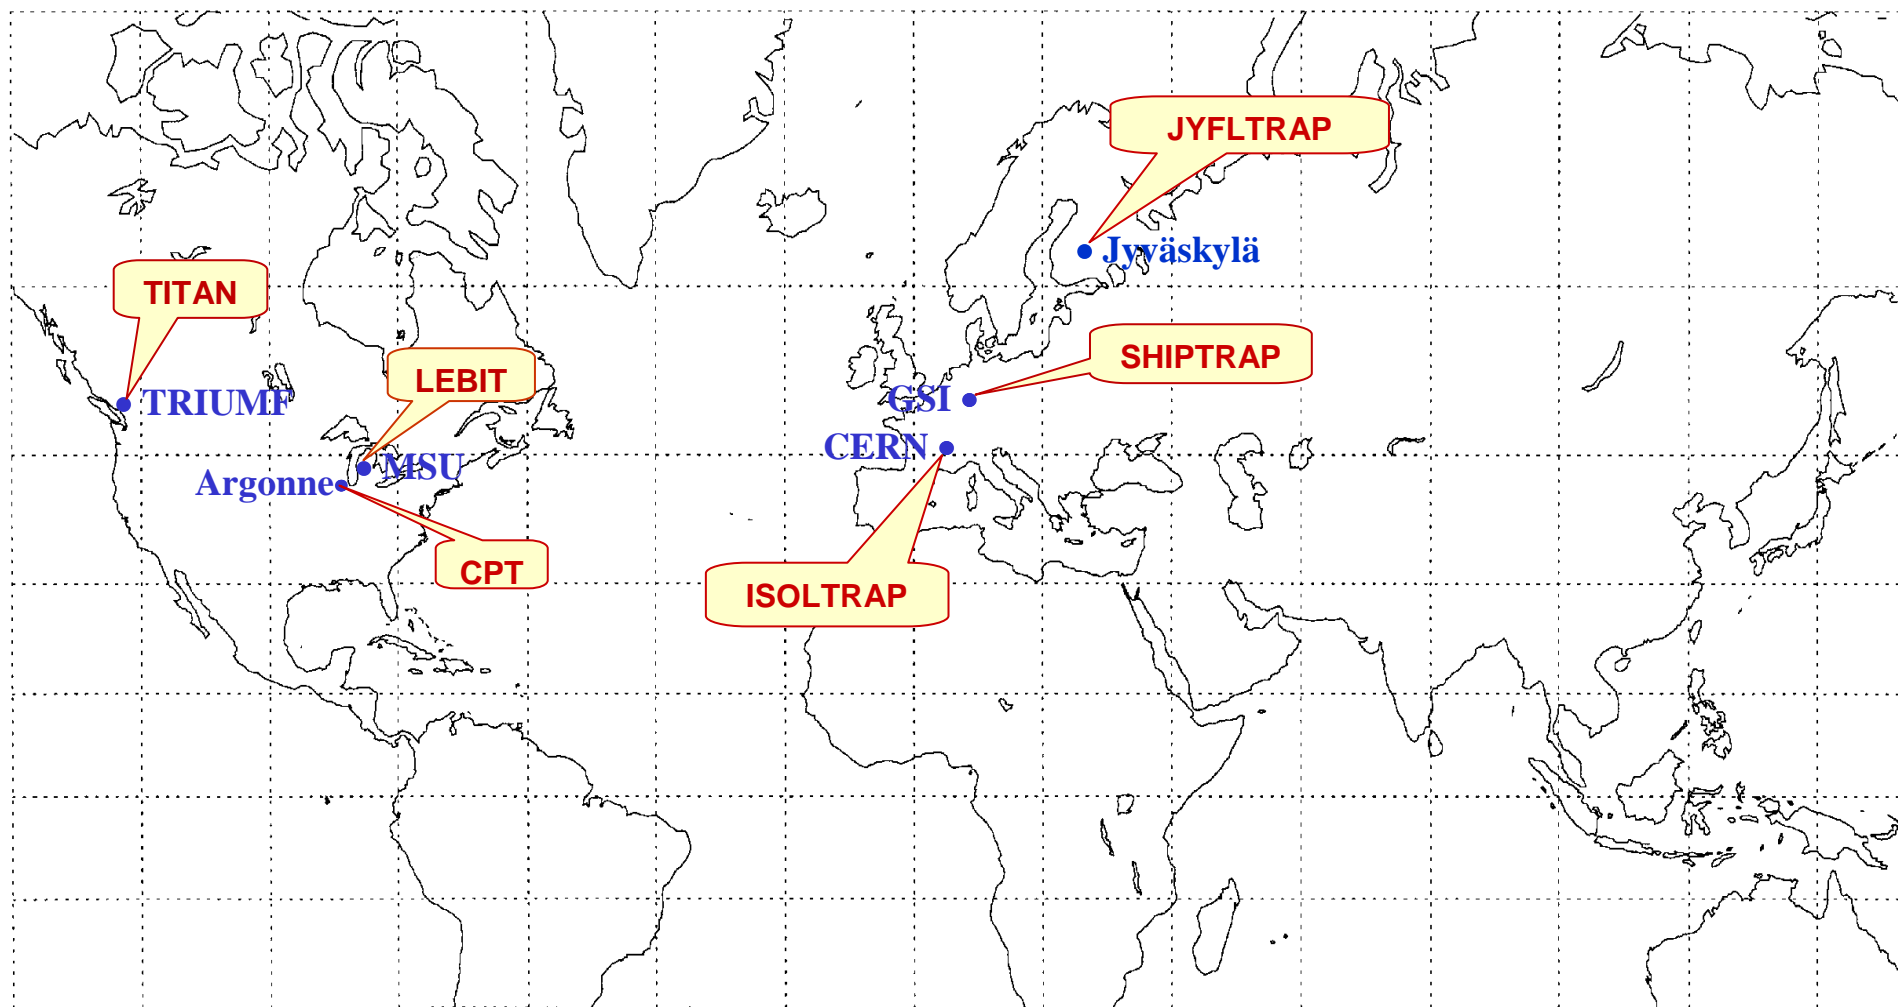 JYFLTRAP
Jyväskylä
TITAN
SHIPTRAP
LEBIT
TRIUMF
GSI
CERN
MSU
Argonne
CPT
ISOLTRAP